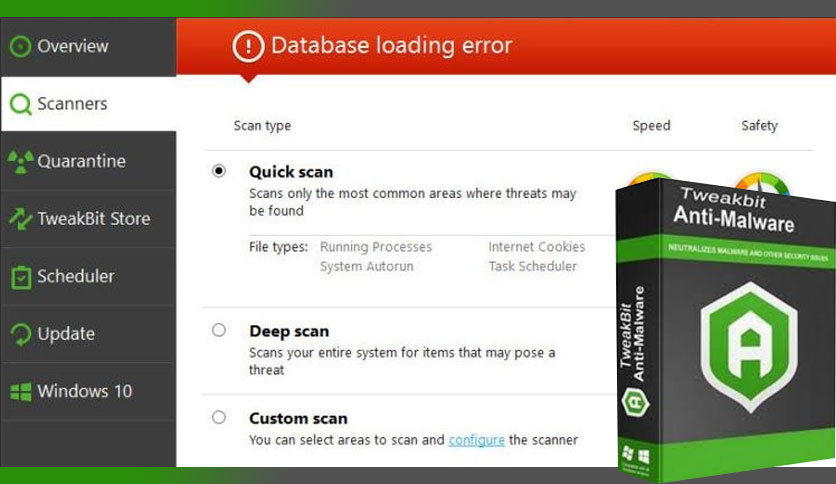 Overview
Scanners
Quarantine
TweakBit Store
Scheduler
Update
Windows 10
Database loading error
Scan type Speed Safety
Quick scan
Scans only the most common areas where threats may
be found
File types: Running Processes Internet Cookies
System Autorun Task Scheduler
Deep scan
Scans your entire system for items that may pose a
threat
Custom scan
You can select areas to scan and configure the scanner
Tweakbit
Anti-Malware
NEUTRALIZES MALWARE AND OTHER SECURITY ISSUES
A
TweakBit
Anti-Malware
A